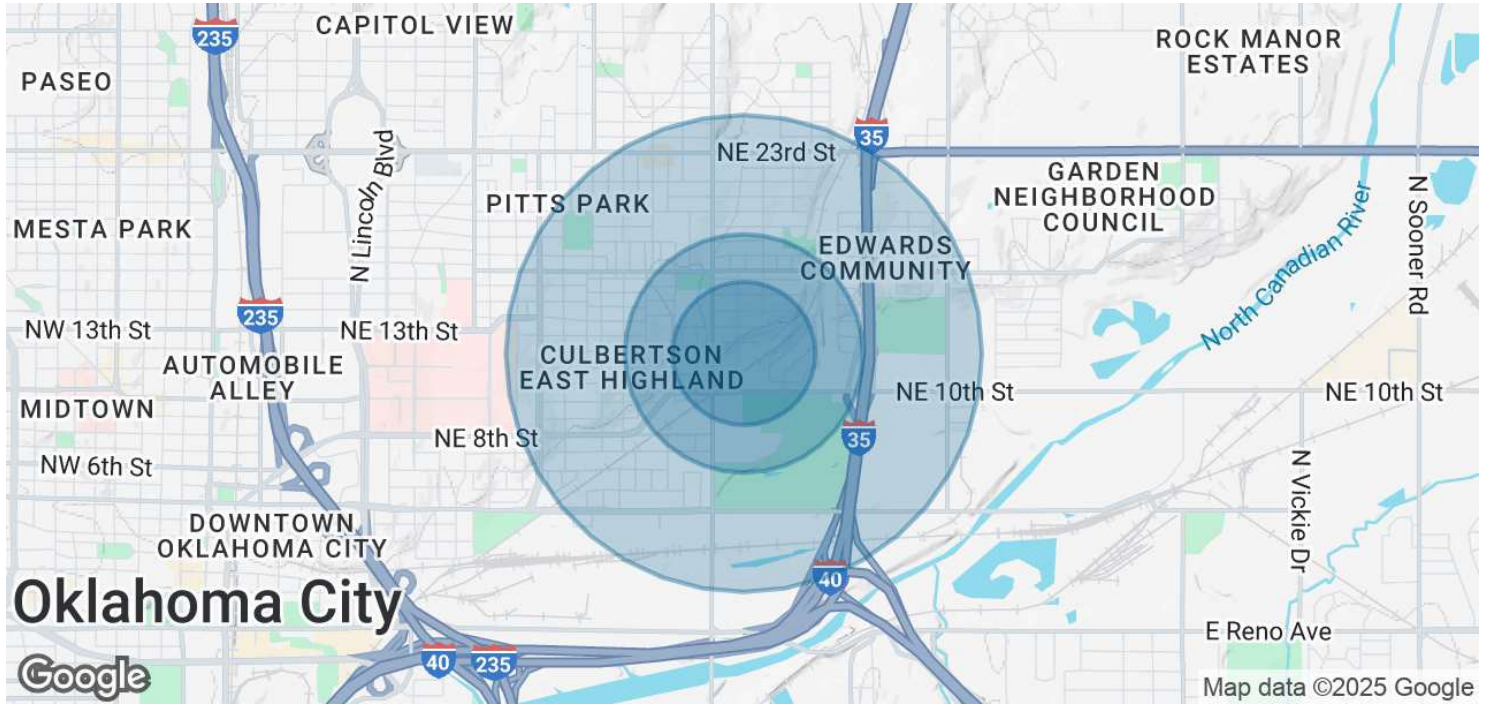 CAPITOL VIEW
235
PASEO
ROCK MANOR
ESTATES
35
NE 23rd St
N Lincoln Blvd
PITTS PARK
GARDEN
NEIGHBORHOOD
COUNCIL
N Sooner Rd
MESTA PARK
EDWARDS
COMMUNITY
North Canadian River
235
NW 13th St
NE 13th St
AUTOMOBILE
ALLEY
CULBERTSON
EAST HIGHLAND
NE 10th St
NE 10th St
MIDTOWN
NE 8th St
35
NW 6th St
N Vickie Dr
DOWNTOWN
OKLAHOMA CITY
40
Oklahoma City
E Reno Ave
40
235
Google
Map data ©2025 Google